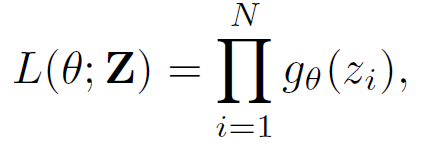 L(θ; Z) = ∏_{i=1}^{N} g_θ(z_i),